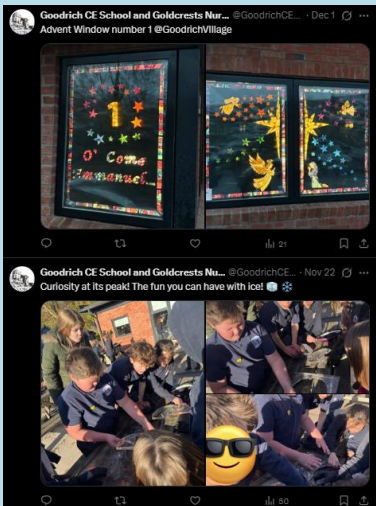 Goodrich CE School and Goldcrests Nur... @GoodrichCE... · Dec 1
Advent Window number 1 @GoodrichVIllage
1
O' Come
Emmanuel...
21
Goodrich CE School and Goldcrests Nu... @GoodrichCE... · Nov 22
Curiosity at its peak! The fun you can have with ice! 🧊 ❄️
50